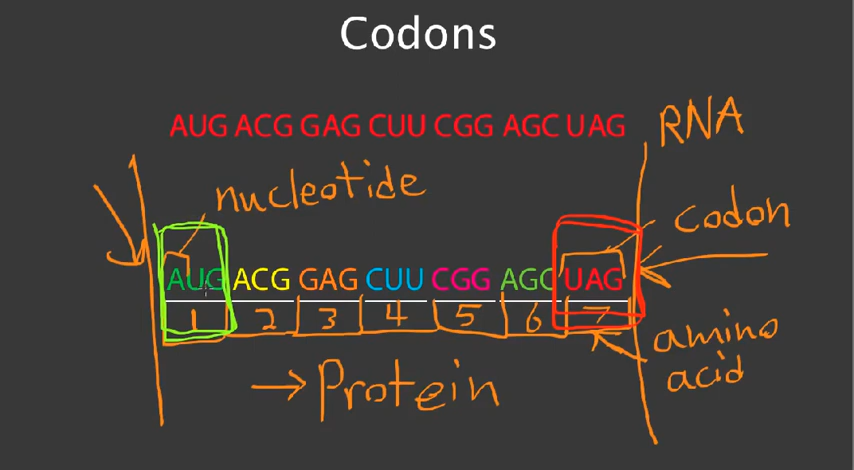 Codons
AUG ACG GAG CUU CGG AGC UAG
RNA
nucleotide
codon
AUG ACG GAG CUU CGG AGC UAG
1 2 3 4 5 6 7
amino
acid
→ Protein